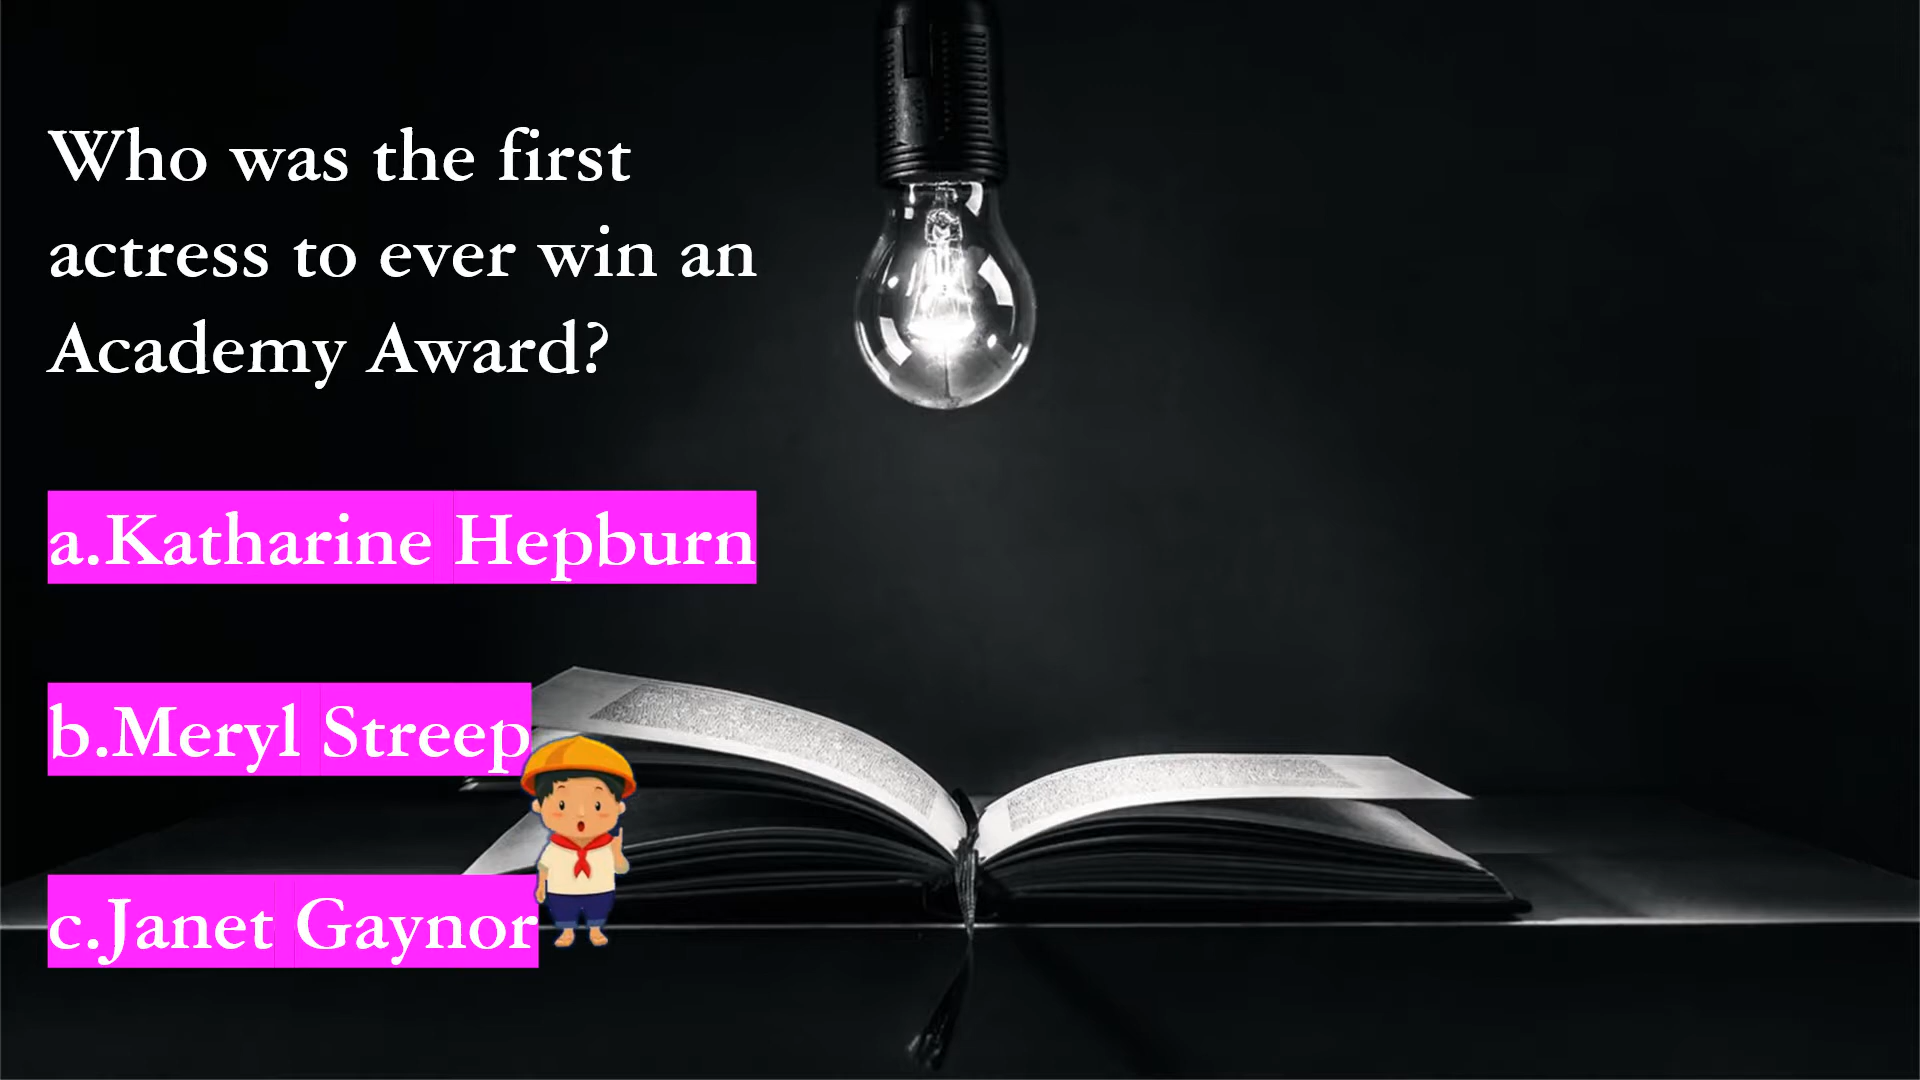 Who was the first
actress to ever win an
Academy Award?
a.Katharine Hepburn
b.Meryl Streep
c.Janet Gaynor